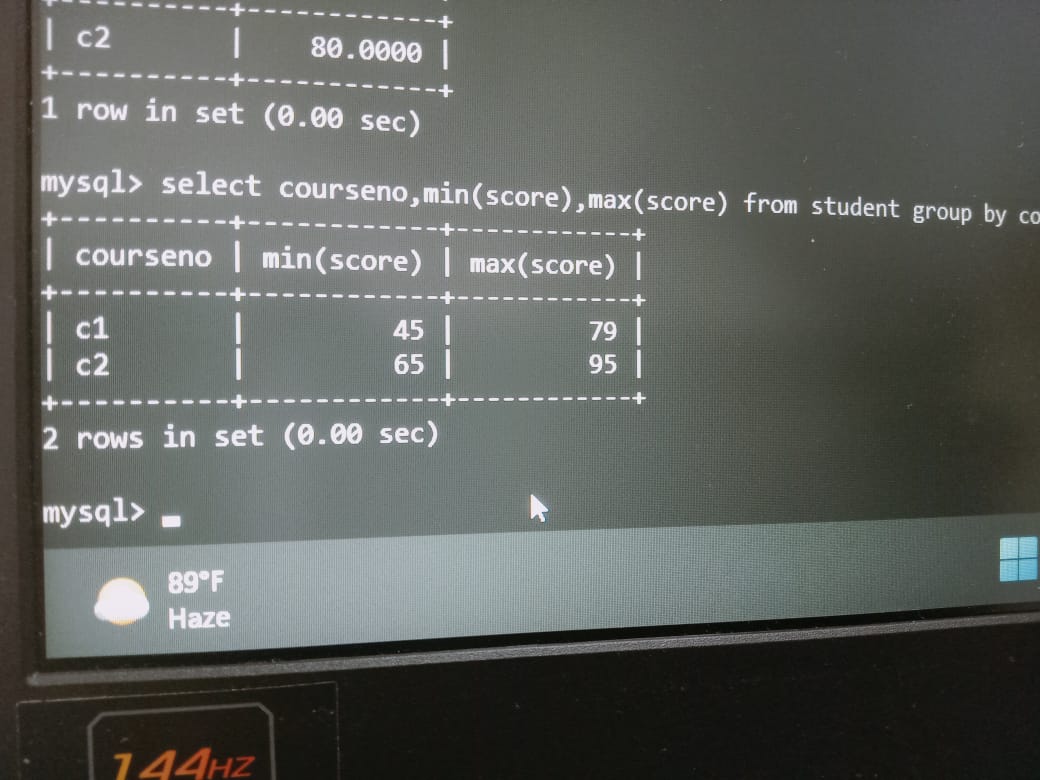 +----------+------------+
| c2 | 80.0000 |
+----------+------------+
1 row in set (0.00 sec)
mysql> select courseno,min(score),max(score) from student group by co
+----------+------------+------------+
| courseno | min(score) | max(score) |
+----------+------------+------------+
| c1 | 45 | 79 |
| c2 | 65 | 95 |
+----------+------------+------------+
2 rows in set (0.00 sec)
mysql>
89°F
Haze
144HZ